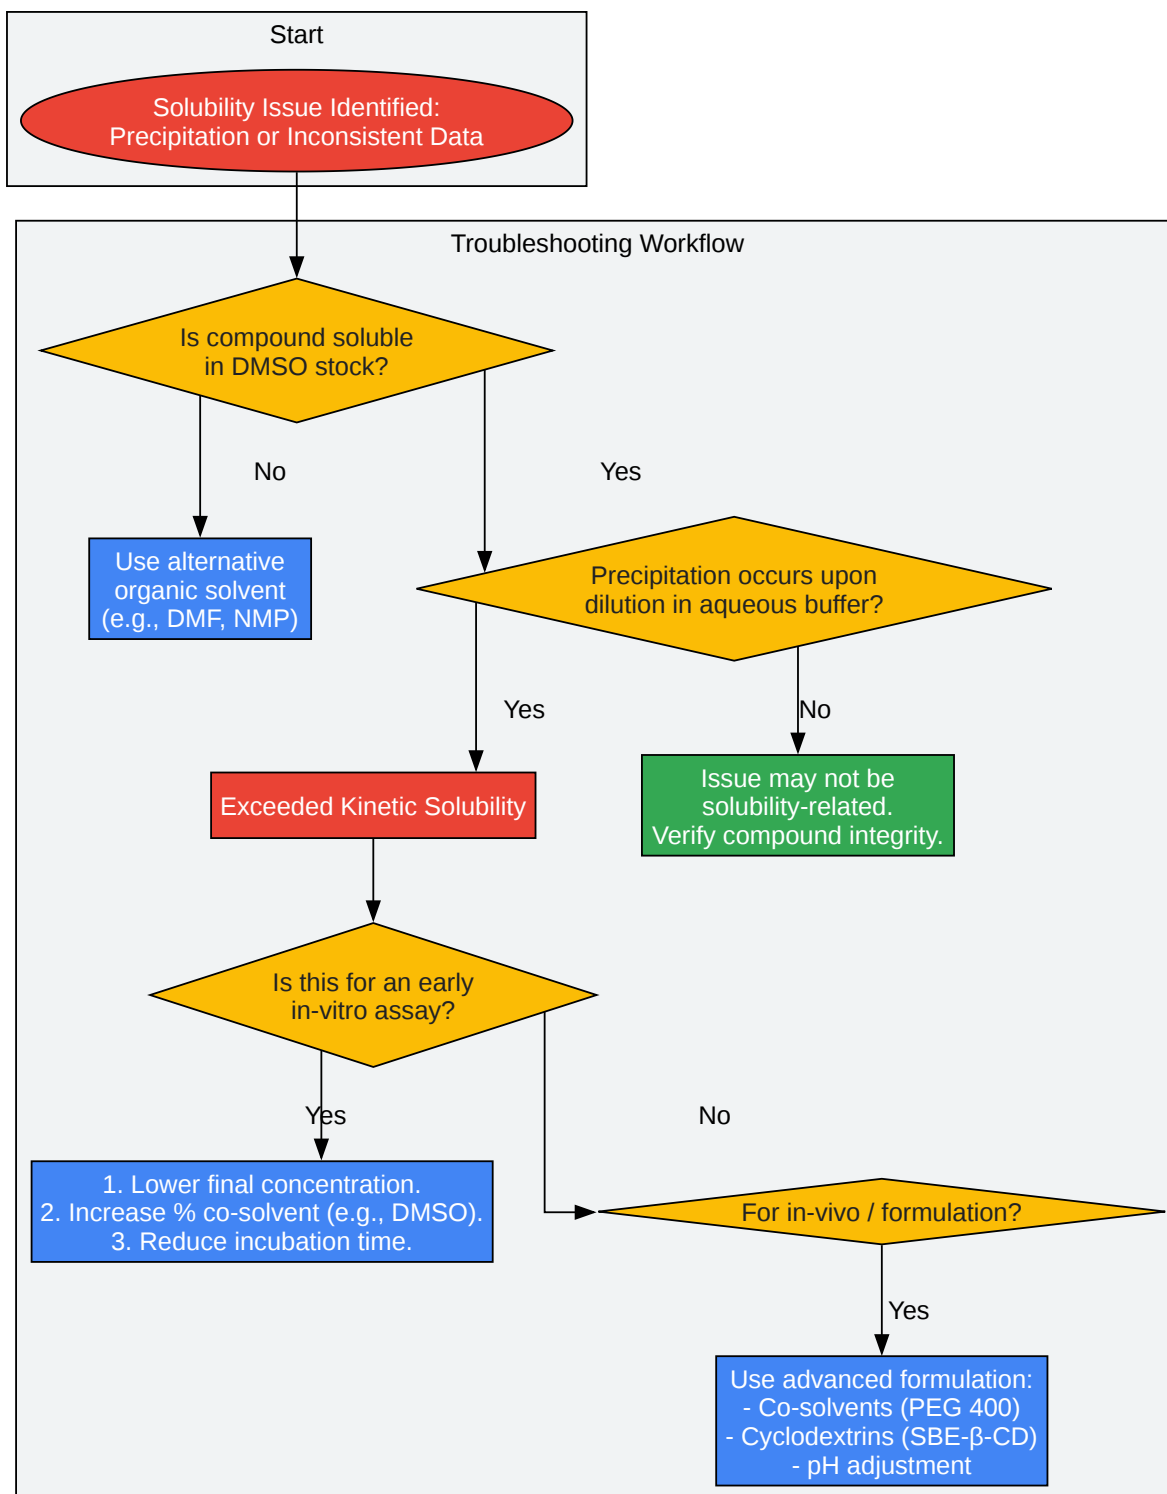 Start
Solubility Issue Identified:
Precipitation or Inconsistent Data
Troubleshooting Workflow
Is compound soluble
in DMSO stock?
No
Yes
Use alternative
organic solvent
(e.g., DMF, NMP)
Precipitation occurs upon
dilution in aqueous buffer?
Yes
No
Exceeded Kinetic Solubility
Issue may not be
solubility-related.
Verify compound integrity.
Is this for an early
in-vitro assay?
Yes
No
1. Lower final concentration.
2. Increase % co-solvent (e.g., DMSO).
3. Reduce incubation time.
For in-vivo / formulation?
Yes
Use advanced formulation:
- Co-solvents (PEG 400)
- Cyclodextrins (SBE-β-CD)
- pH adjustment